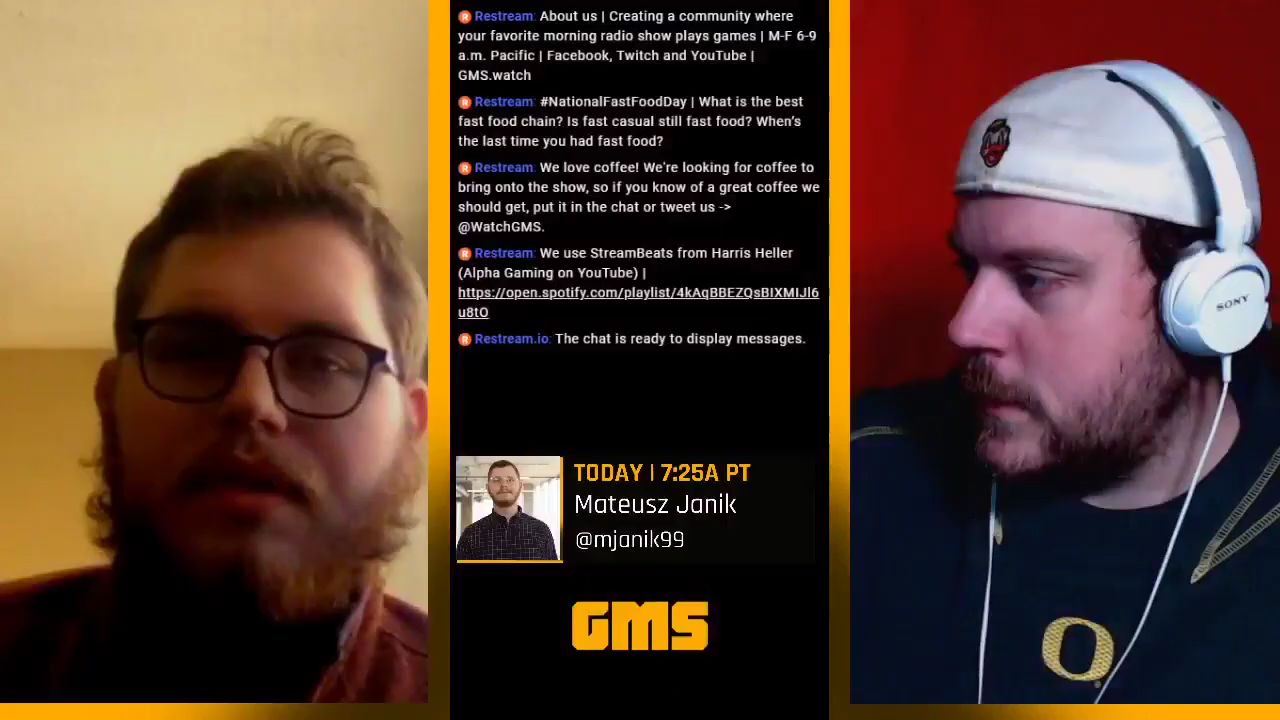 Restream: About us | Creating a community where
your favorite morning radio show plays games | M-F 6-9
a.m. Pacific | Facebook, Twitch and YouTube |
GMS.watch
Restream: #NationalFastFoodDay | What is the best
fast food chain? Is fast casual still fast food? When's
the last time you had fast food?
Restream: We love coffee! We're looking for coffee to
bring onto the show, so if you know of a great coffee we
should get, put it in the chat or tweet us ->
@WatchGMS.
Restream: We use StreamBeats from Harris Heller
(Alpha Gaming on YouTube) |
https://open.spotify.com/playlist/4kAqBBEZQsBIXMIJl6
u8tO
Restream.io: The chat is ready to display messages.
TODAY | 7:25A PT
Mateusz Janik
@mjanik99
GMS
SONY
O